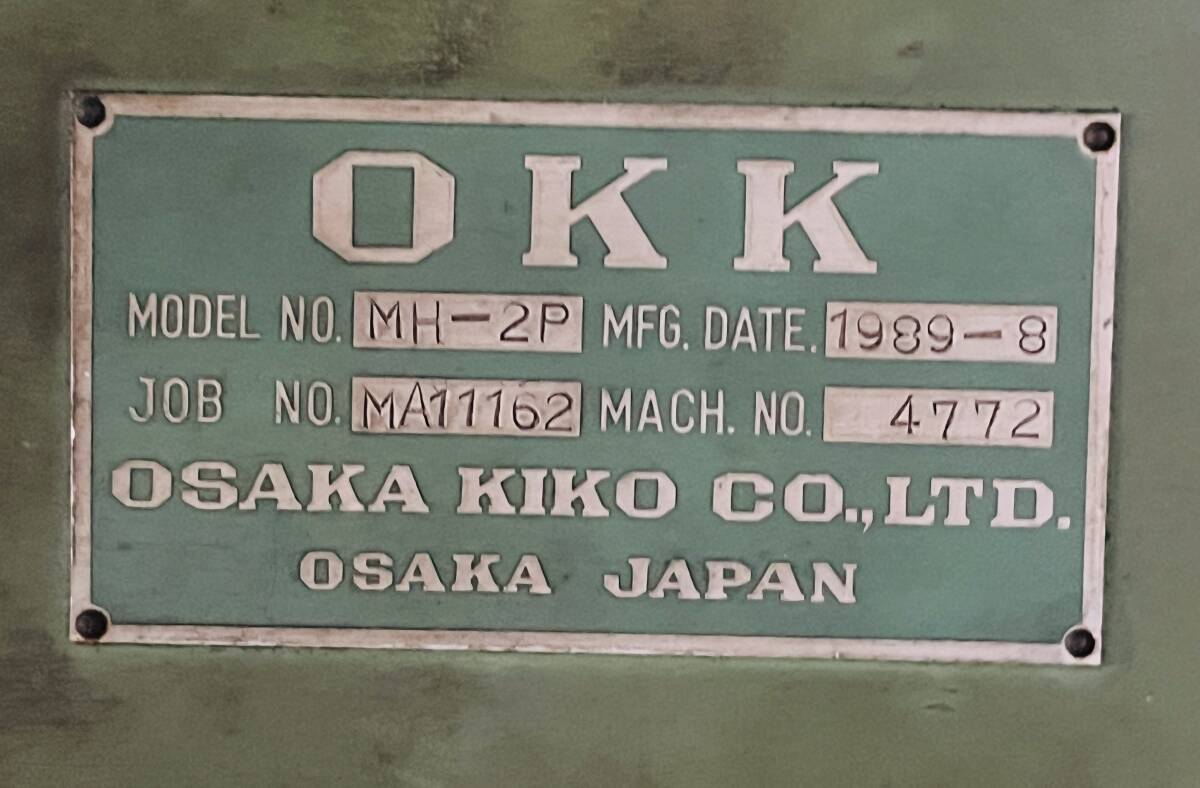 OKK
MODEL NO. MH-2P MFG. DATE. 1989-8
JOB NO. MA11162 MACH. NO. 4772
OSAKA KIKO CO.,LTD.
OSAKA JAPAN